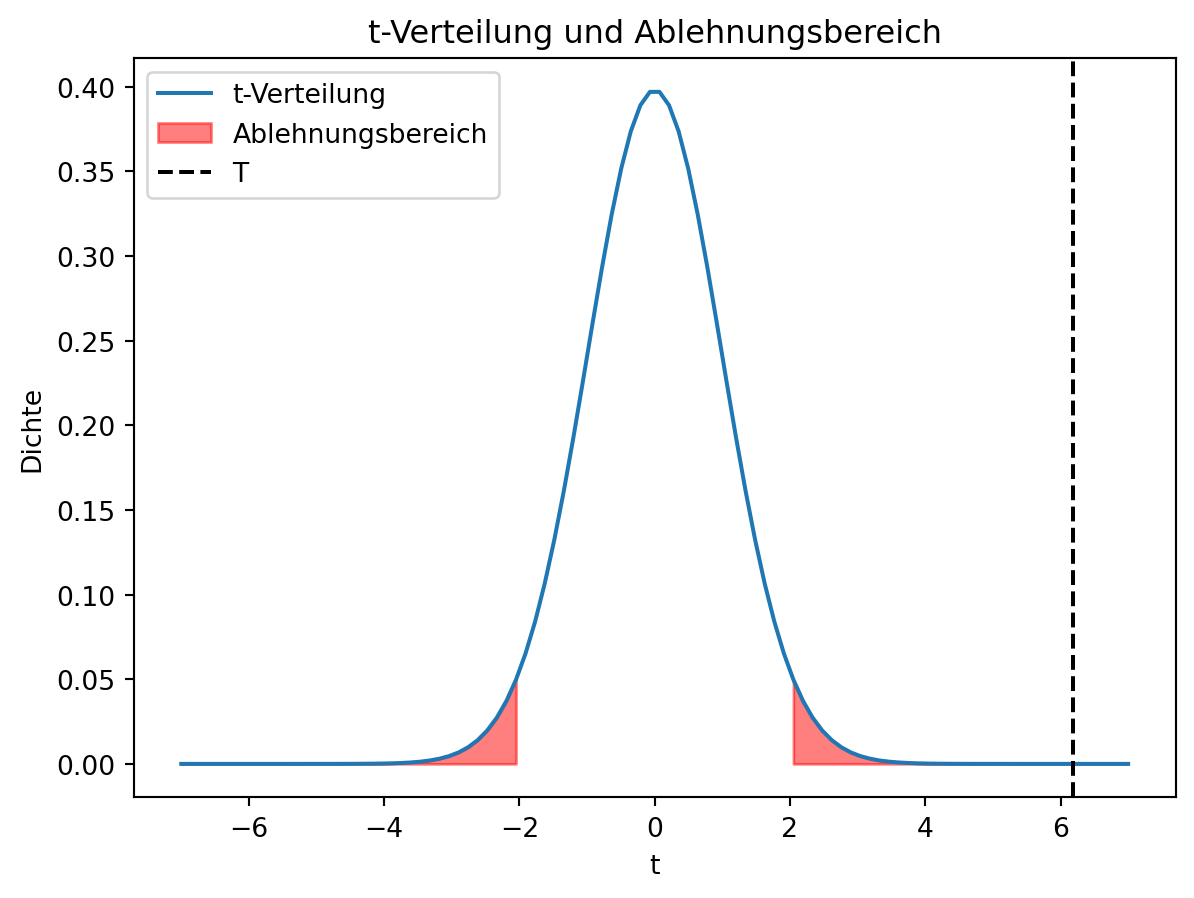 t-Verteilung und Ablehnungsbereich
t-Verteilung
Ablehnungsbereich
T
0.40
0.35
0.30
0.25
0.20
0.15
0.10
0.05
0.00
Dichte
−6 −4 −2 0 2 4 6
t